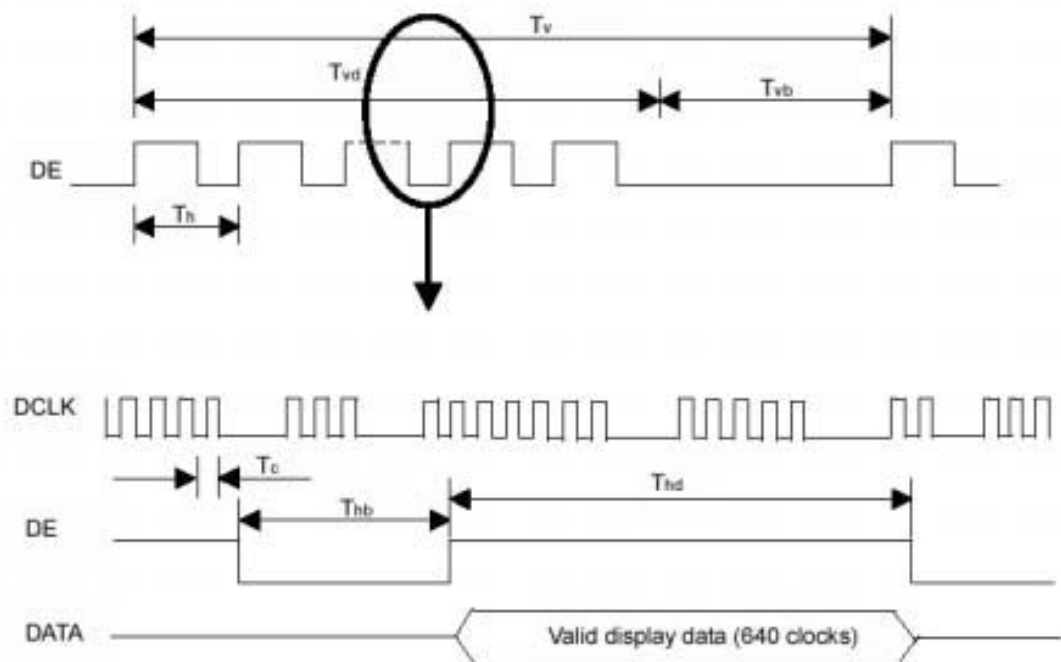 Tv
Tvd
Tvb
DE
Th
DCLK
Tc
Thd
Thb
DE
DATA
Valid display data (640 clocks)